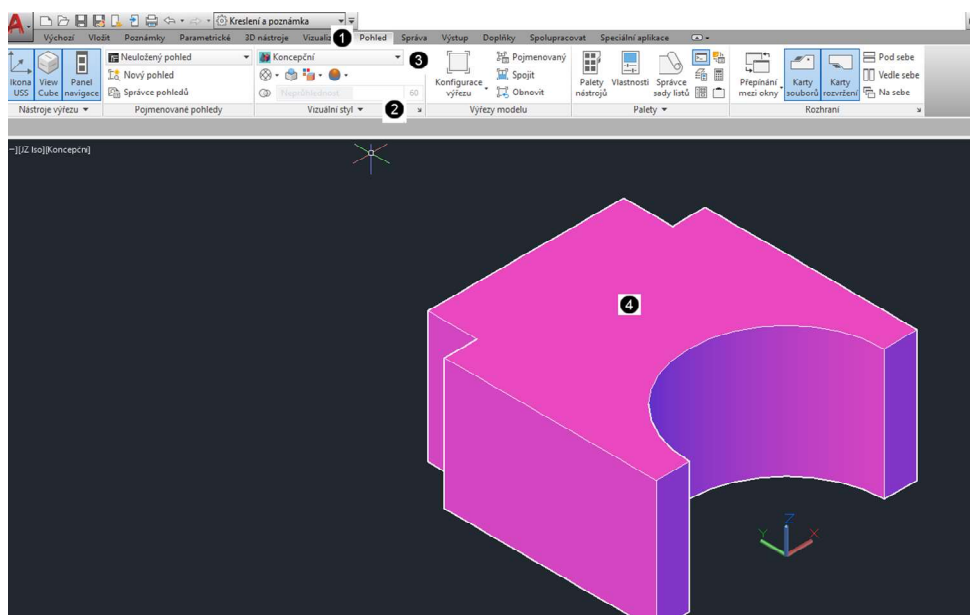 A
Kreslení a poznámka
Výchozí Vložit Poznámky Parametrické 3D nástroje Vizualiz 1 Pohled Správa Výstup Doplňky Spolupracovat Speciální aplikace
Neuložený pohled
Nový pohled
Správce pohledů
Koncepční 3
Neprůhlednost 60
Ikona USS
View Cube
Panel navigace
Konfigurace výřezu
Pojmenovaný
Spojit
Obnovit
Palety nástrojů
Vlastnosti
Správce sady listů
Přepínání mezi okny
Karty souborů
Karty rozvržení
Pod sebe
Vedle sebe
Na sebe
Nástroje výřezu Pojmenované pohledy Vizuální styl 2 Výřezy modelu Palety Rozhraní
−][JZ Iso][Koncepční]
4
Z
Y X